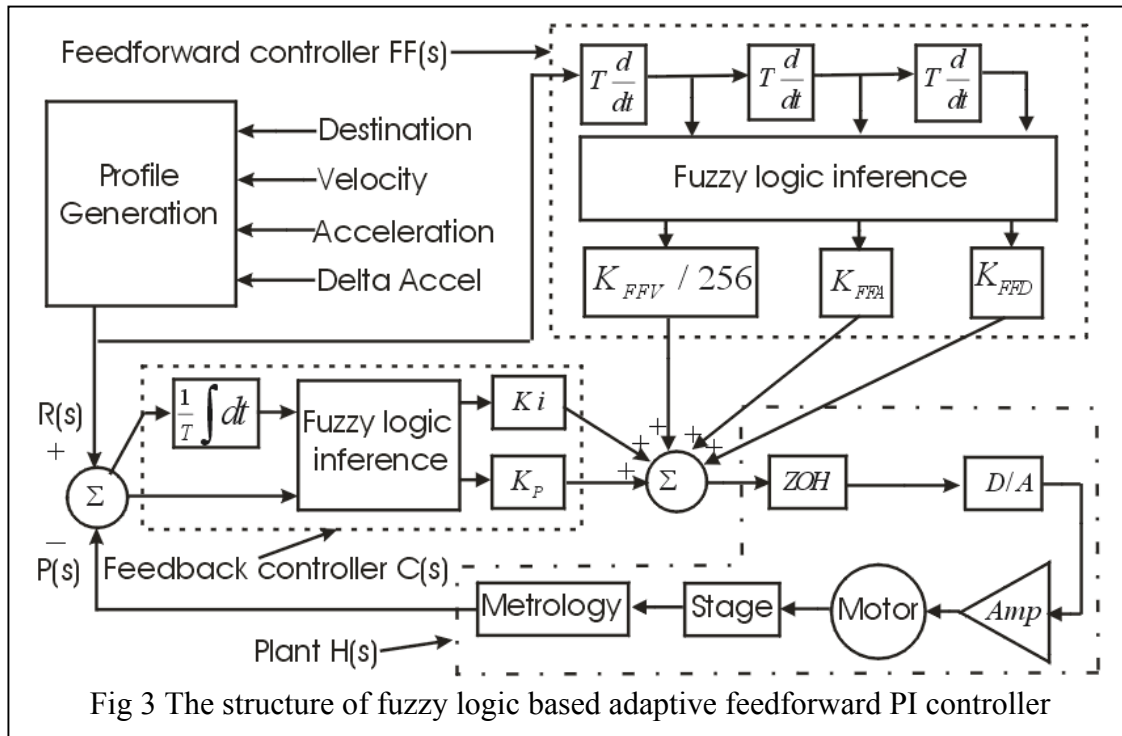 Feedforward controller FF(s)
T d/dt
T d/dt
T d/dt
Destination
Velocity
Acceleration
Delta Accel
Profile
Generation
Fuzzy logic inference
K_FFV / 256
K_FFA
K_FFD
R(s)
+
1/T ∫ dt
Fuzzy logic
inference
Ki
K_P
+
+
+
+
+
Σ
Σ
ZOH
D/A
−
P(s)
Feedback controller C(s)
Metrology
Stage
Motor
Amp
Plant H(s)
Fig 3 The structure of fuzzy logic based adaptive feedforward PI controller